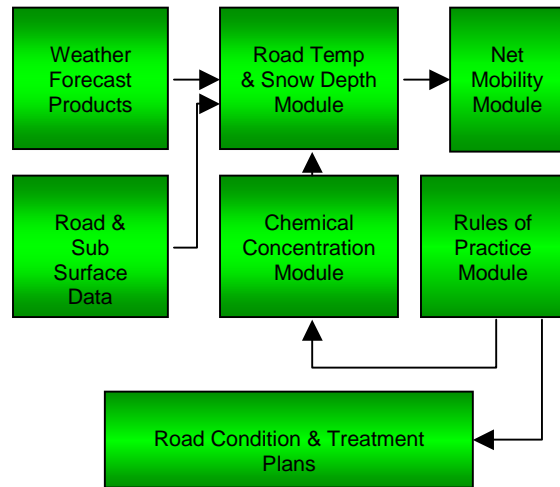 Weather
Forecast
Products
Road Temp
& Snow Depth
Module
Net
Mobility
Module
Road &
Sub
Surface
Data
Chemical
Concentration
Module
Rules of
Practice
Module
Road Condition & Treatment
Plans